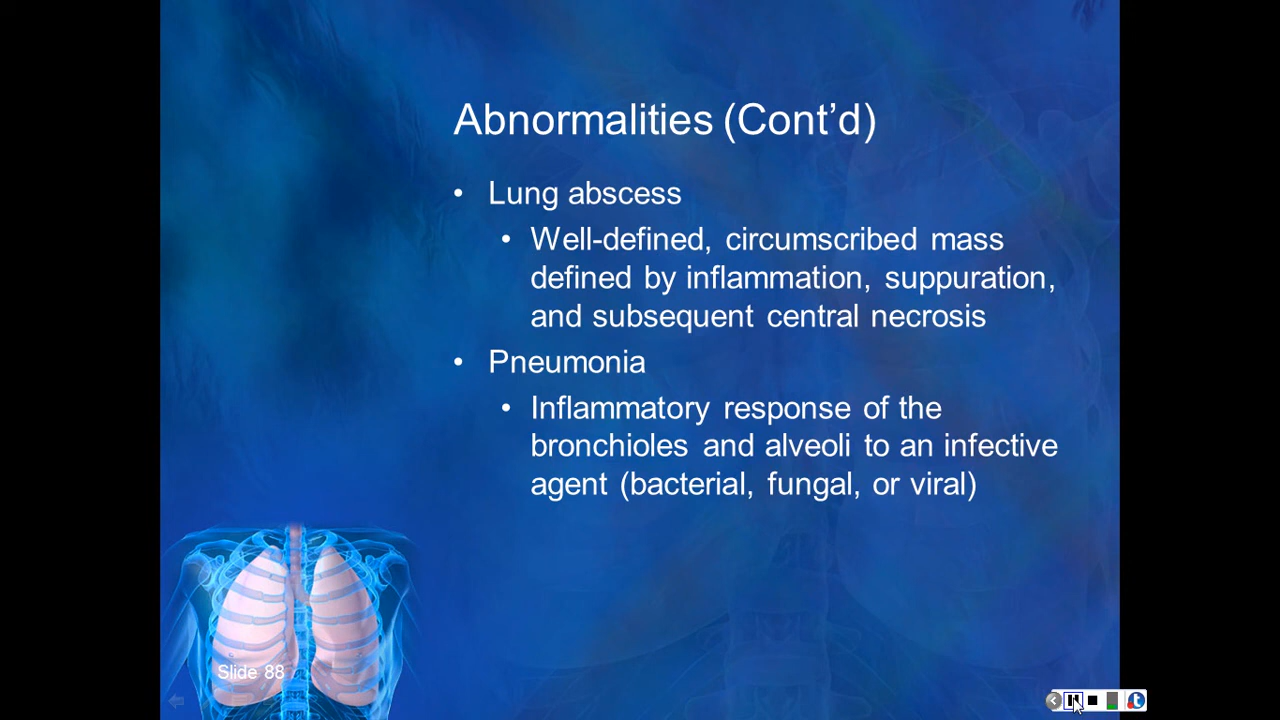 Abnormalities (Cont’d)
• Lung abscess
• Well-defined, circumscribed mass
defined by inflammation, suppuration,
and subsequent central necrosis
• Pneumonia
• Inflammatory response of the
bronchioles and alveoli to an infective
agent (bacterial, fungal, or viral)
Slide 88
t